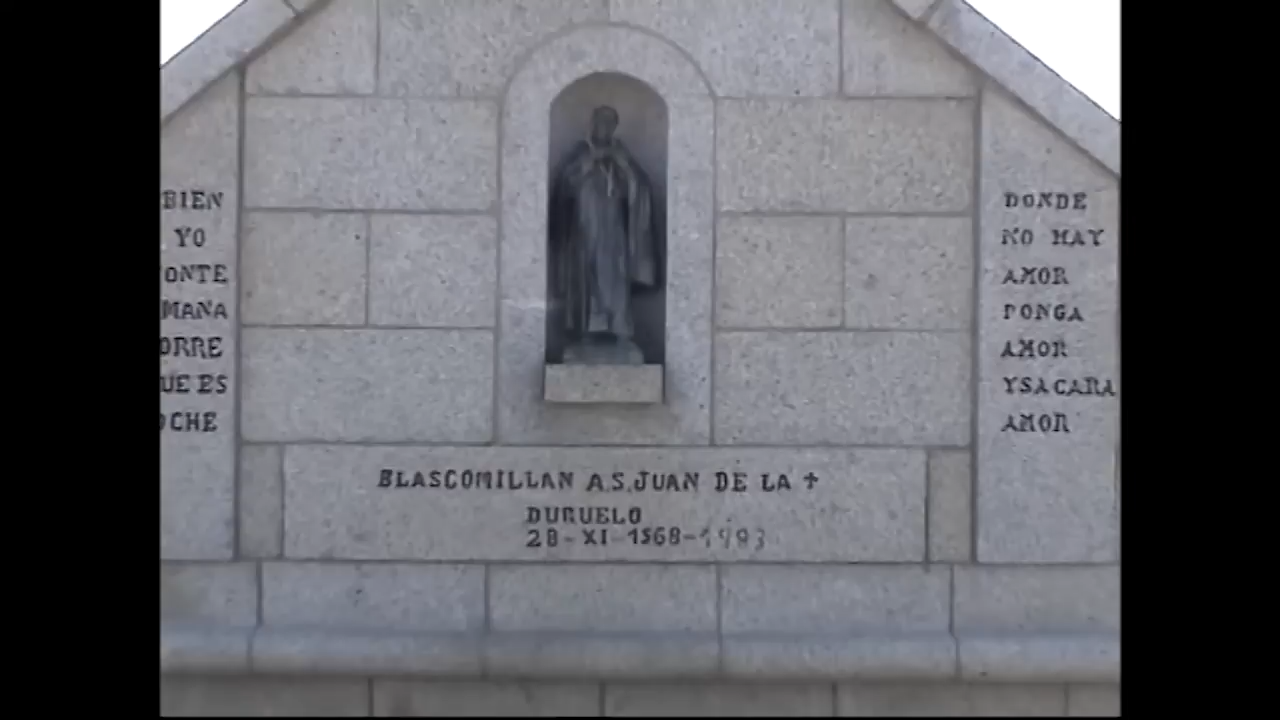 BIEN
YO
ONTE
MANA
ORRE
UE ES
OCHE
DONDE
NO HAY
AMOR
PONGA
AMOR
Y SACARA
AMOR
BLASCOMILLAN A.S.JUAN DE LA ✝
DURUELO
28-XI-1568-1993